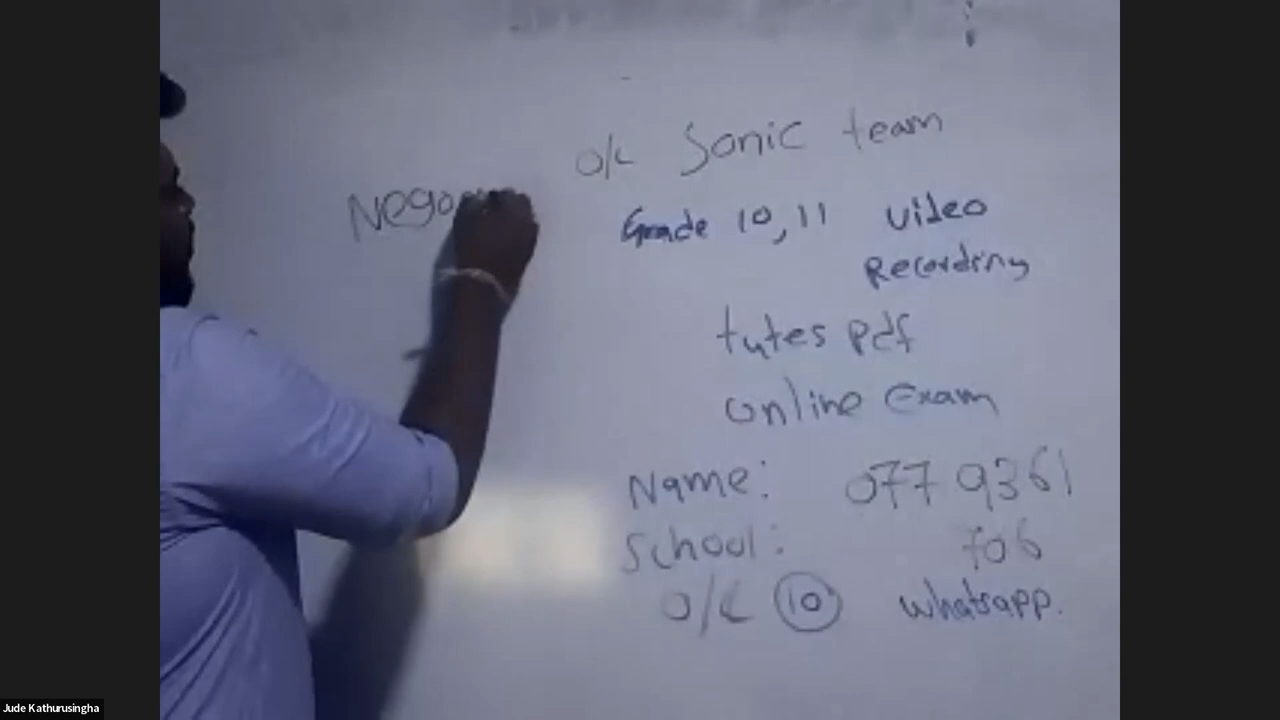 o/L Sonic team
Nego
Grade 10, 11 video
Recording
tutes pdf
online Exam
Name: 077 9361
School: 706
O/L 10 whatsapp.
Jude Kathurusingha